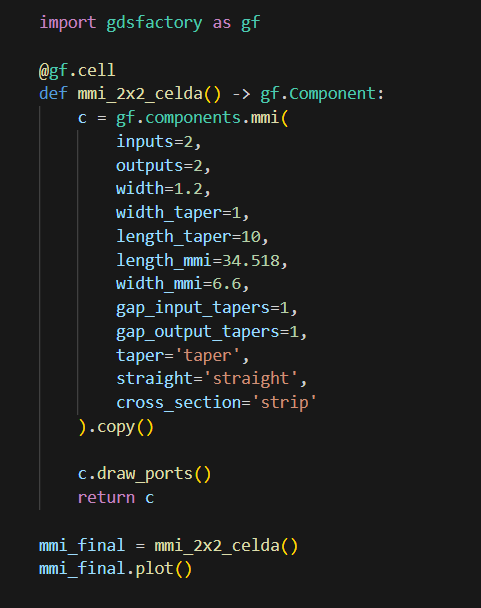 import gdsfactory as gf
@gf.cell
def mmi_2x2_celda() -> gf.Component:
    c = gf.components.mmi(
        inputs=2,
        outputs=2,
        width=1.2,
        width_taper=1,
        length_taper=10,
        length_mmi=34.518,
        width_mmi=6.6,
        gap_input_tapers=1,
        gap_output_tapers=1,
        taper='taper',
        straight='straight',
        cross_section='strip'
    ).copy()
    c.draw_ports()
    return c
mmi_final = mmi_2x2_celda()
mmi_final.plot()